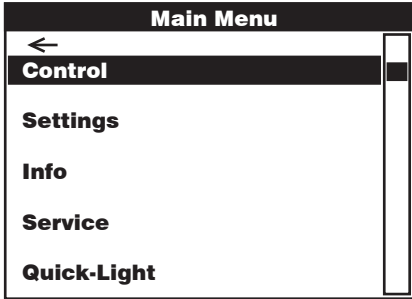 Main Menu
←
Control
Settings
Info
Service
Quick-Light